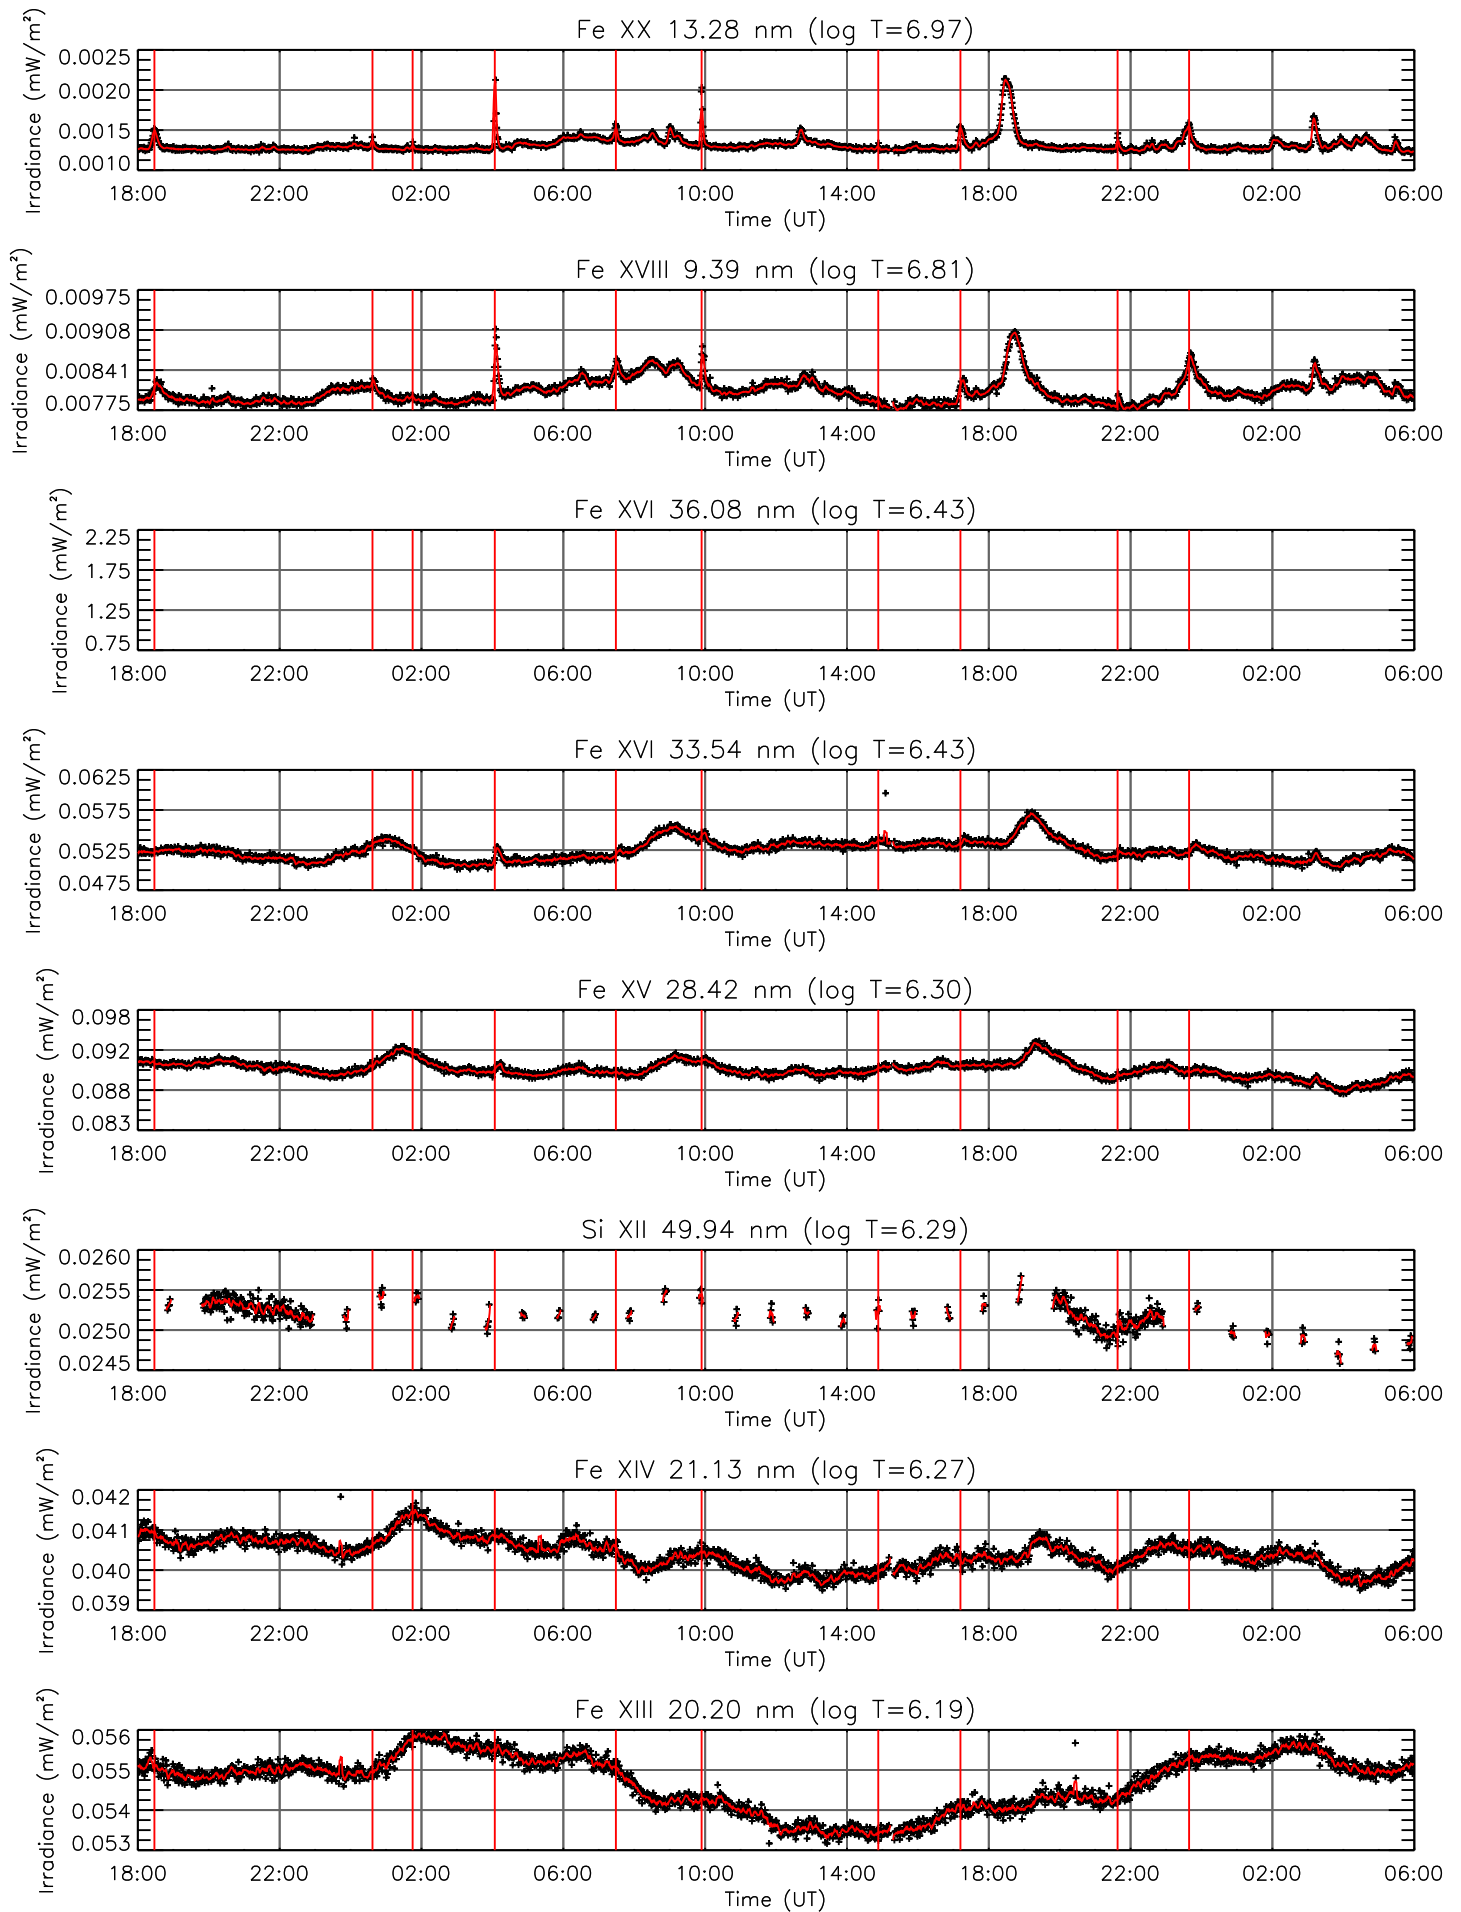 Fe XX 13.28 nm (log T=6.97)
Irradiance (mW/m²)
0.0025
0.0020
0.0015
0.0010
18:00 22:00 02:00 06:00 10:00 14:00 18:00 22:00 02:00 06:00
Time (UT)
Fe XVIII 9.39 nm (log T=6.81)
Irradiance (mW/m²)
0.00975
0.00908
0.00841
0.00775
18:00 22:00 02:00 06:00 10:00 14:00 18:00 22:00 02:00 06:00
Time (UT)
Fe XVI 36.08 nm (log T=6.43)
Irradiance (mW/m²)
2.25
1.75
1.25
0.75
18:00 22:00 02:00 06:00 10:00 14:00 18:00 22:00 02:00 06:00
Time (UT)
Fe XVI 33.54 nm (log T=6.43)
Irradiance (mW/m²)
0.0625
0.0575
0.0525
0.0475
18:00 22:00 02:00 06:00 10:00 14:00 18:00 22:00 02:00 06:00
Time (UT)
Fe XV 28.42 nm (log T=6.30)
Irradiance (mW/m²)
0.098
0.092
0.088
0.083
18:00 22:00 02:00 06:00 10:00 14:00 18:00 22:00 02:00 06:00
Time (UT)
Si XII 49.94 nm (log T=6.29)
Irradiance (mW/m²)
0.0260
0.0255
0.0250
0.0245
18:00 22:00 02:00 06:00 10:00 14:00 18:00 22:00 02:00 06:00
Time (UT)
Fe XIV 21.13 nm (log T=6.27)
Irradiance (mW/m²)
0.042
0.041
0.040
0.039
18:00 22:00 02:00 06:00 10:00 14:00 18:00 22:00 02:00 06:00
Time (UT)
Fe XIII 20.20 nm (log T=6.19)
Irradiance (mW/m²)
0.056
0.055
0.054
0.053
18:00 22:00 02:00 06:00 10:00 14:00 18:00 22:00 02:00 06:00
Time (UT)